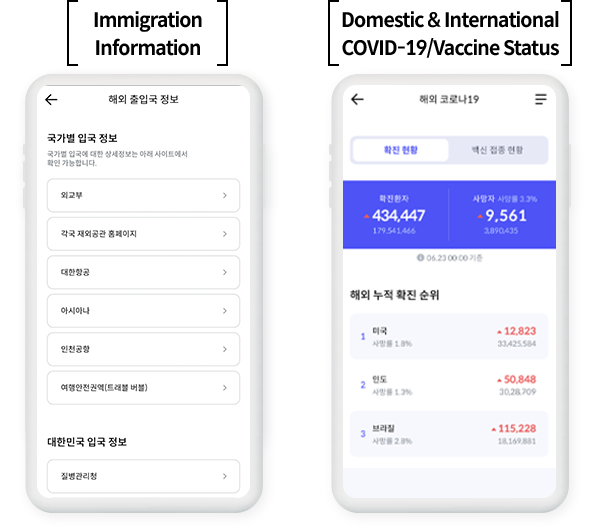 Immigration
Information
해외 출입국 정보
국가별 입국 정보
국가별 입국에 대한 상세정보는 아래 사이트에서
확인 가능합니다.
외교부
각국 재외공관 홈페이지
대한항공
아시아나
인천공항
여행안전권역(트래블 버블)
대한민국 입국 정보
질병관리청
Domestic & International
COVID-19/Vaccine Status
해외 코로나19
확진 현황
백신 접종 현황
확진환자
사망자 사망률 3.3%
434,447
9,561
179,541,466
3,890,435
06.23 00:00 기준
해외 누적 확진 순위
1 미국 12,823
사망률 1.8% 33,425,584
2 인도 50,848
사망률 1.3% 30,28,709
3 브라질 115,228
사망률 2.8% 18,169,881